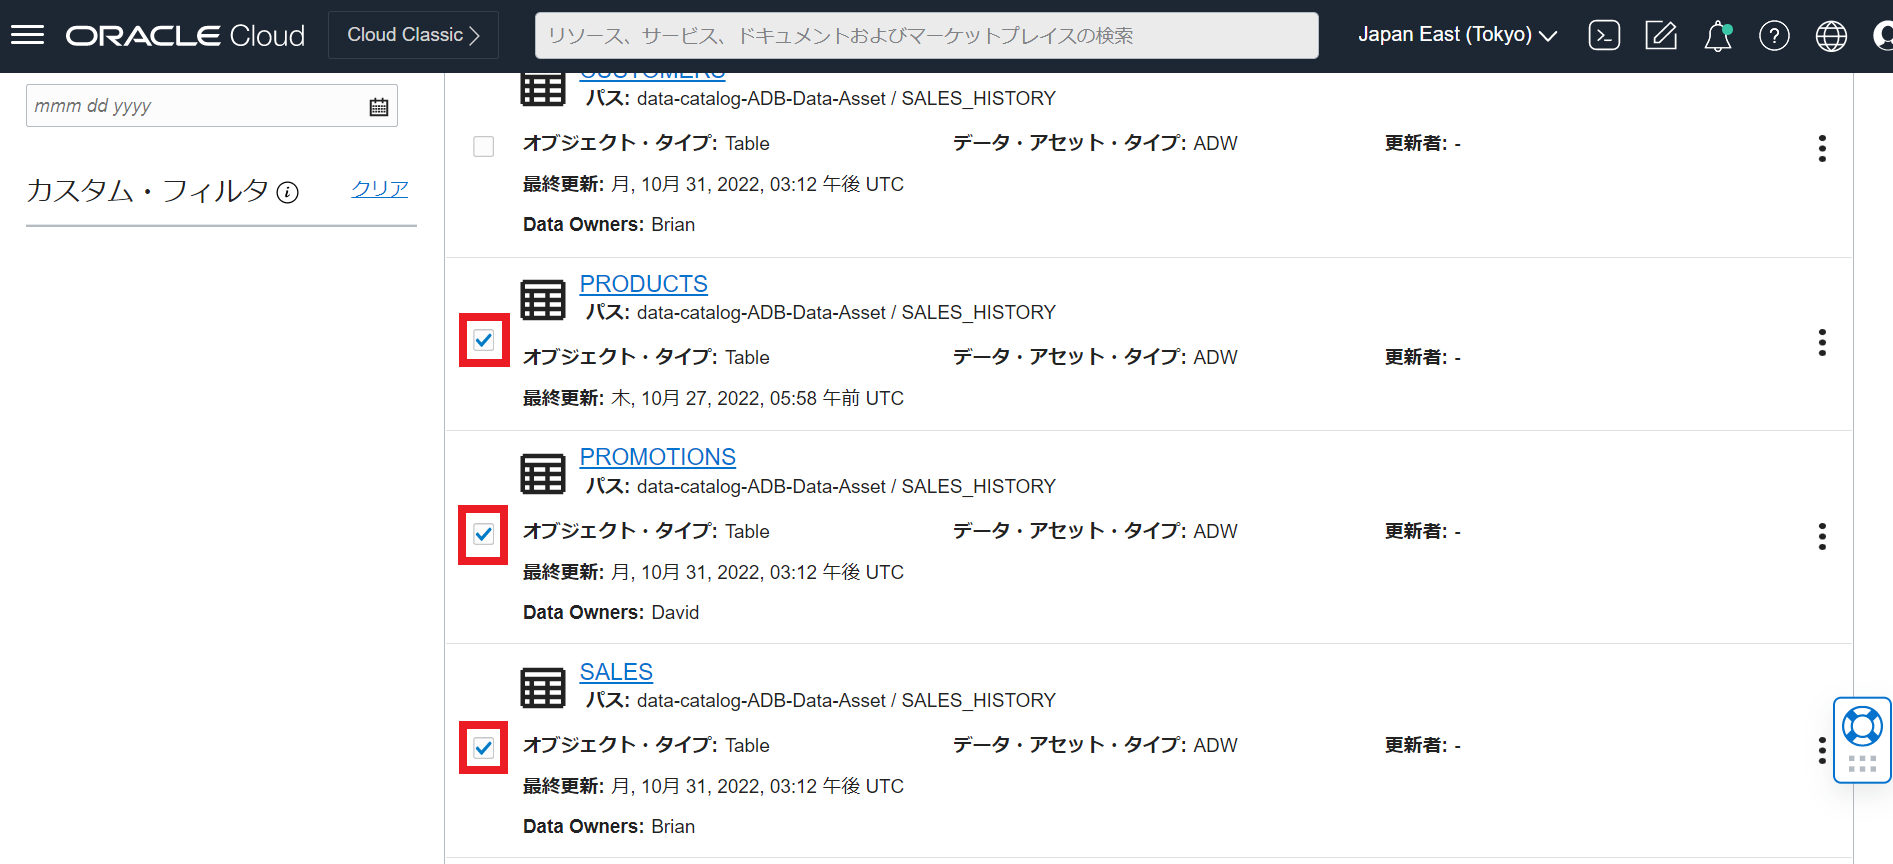 ORACLE Cloud
Cloud Classic
リソース、サービス、ドキュメントおよびマーケットプレイスの検索
Japan East (Tokyo)
mmm dd yyyy
カスタム・フィルタ
クリア
CUSTOMERS
パス: data-catalog-ADB-Data-Asset / SALES_HISTORY
オブジェクト・タイプ: Table データ・アセット・タイプ: ADW 更新者: -
最終更新: 月, 10月 31, 2022, 03:12 午後 UTC
Data Owners: Brian
PRODUCTS
パス: data-catalog-ADB-Data-Asset / SALES_HISTORY
オブジェクト・タイプ: Table データ・アセット・タイプ: ADW 更新者: -
最終更新: 木, 10月 27, 2022, 05:58 午前 UTC
PROMOTIONS
パス: data-catalog-ADB-Data-Asset / SALES_HISTORY
オブジェクト・タイプ: Table データ・アセット・タイプ: ADW 更新者: -
最終更新: 月, 10月 31, 2022, 03:12 午後 UTC
Data Owners: David
SALES
パス: data-catalog-ADB-Data-Asset / SALES_HISTORY
オブジェクト・タイプ: Table データ・アセット・タイプ: ADW 更新者: -
最終更新: 月, 10月 31, 2022, 03:12 午後 UTC
Data Owners: Brian